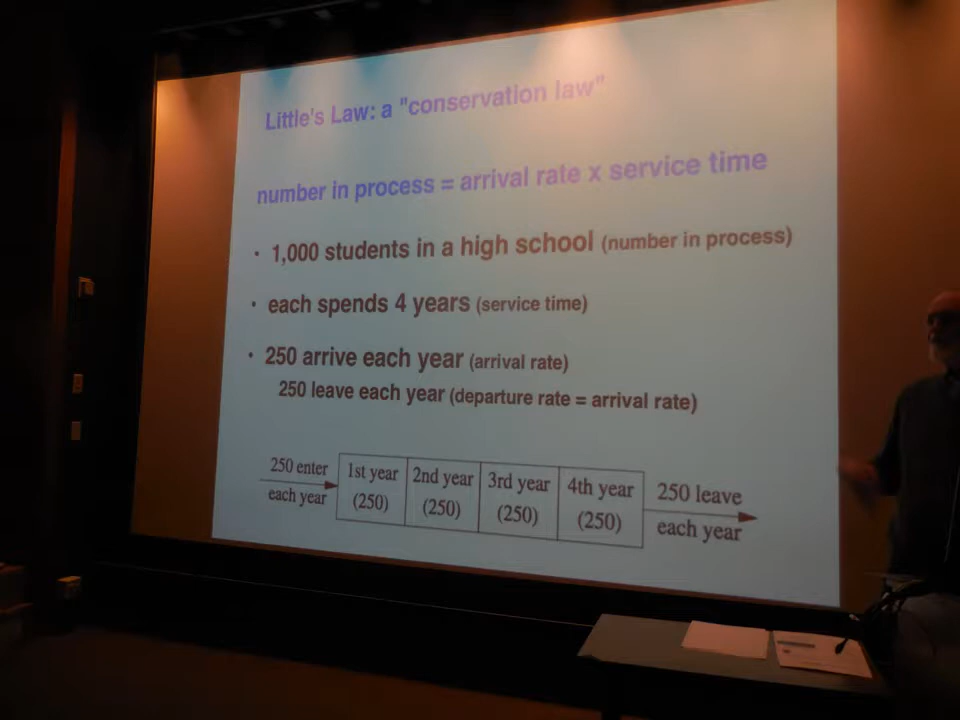 Little's Law: a "conservation law"
number in process = arrival rate x service time
· 1,000 students in a high school (number in process)
· each spends 4 years (service time)
· 250 arrive each year (arrival rate)
250 leave each year (departure rate = arrival rate)
250 enter
each year
1st year
(250)
2nd year
(250)
3rd year
(250)
4th year
(250)
250 leave
each year